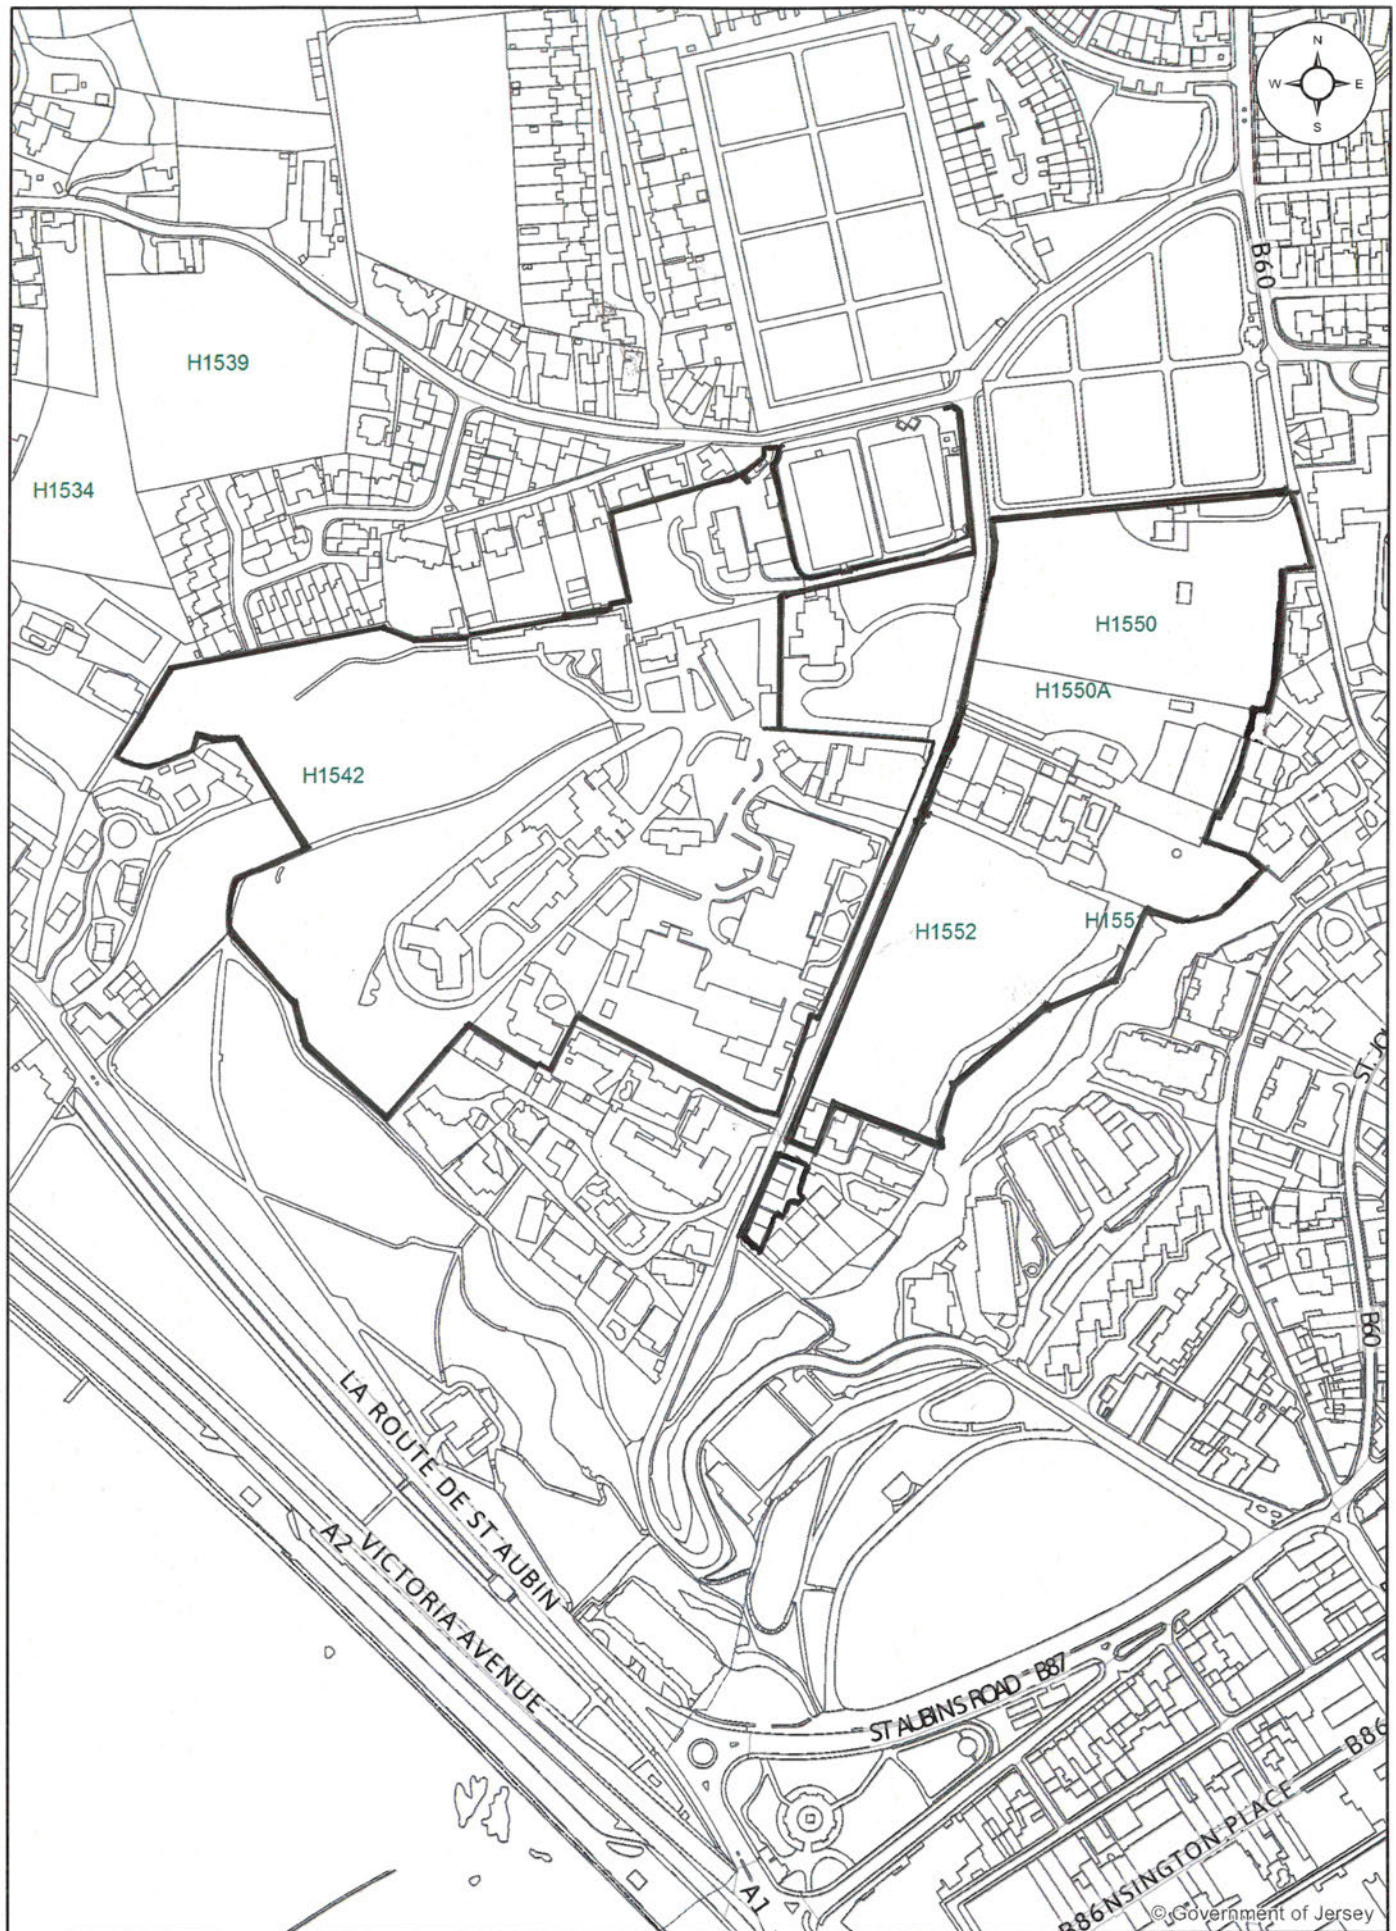 N
W E
S
B60
H1539
H1534
H1550
H1550A
H1542
H1552
H1551
B60
LA ROUTE DE ST AUBIN
A2 VICTORIA AVENUE
ST AUBINS ROAD B87
B86
B86NSINGTON PLACE
A1
© Government of Jersey